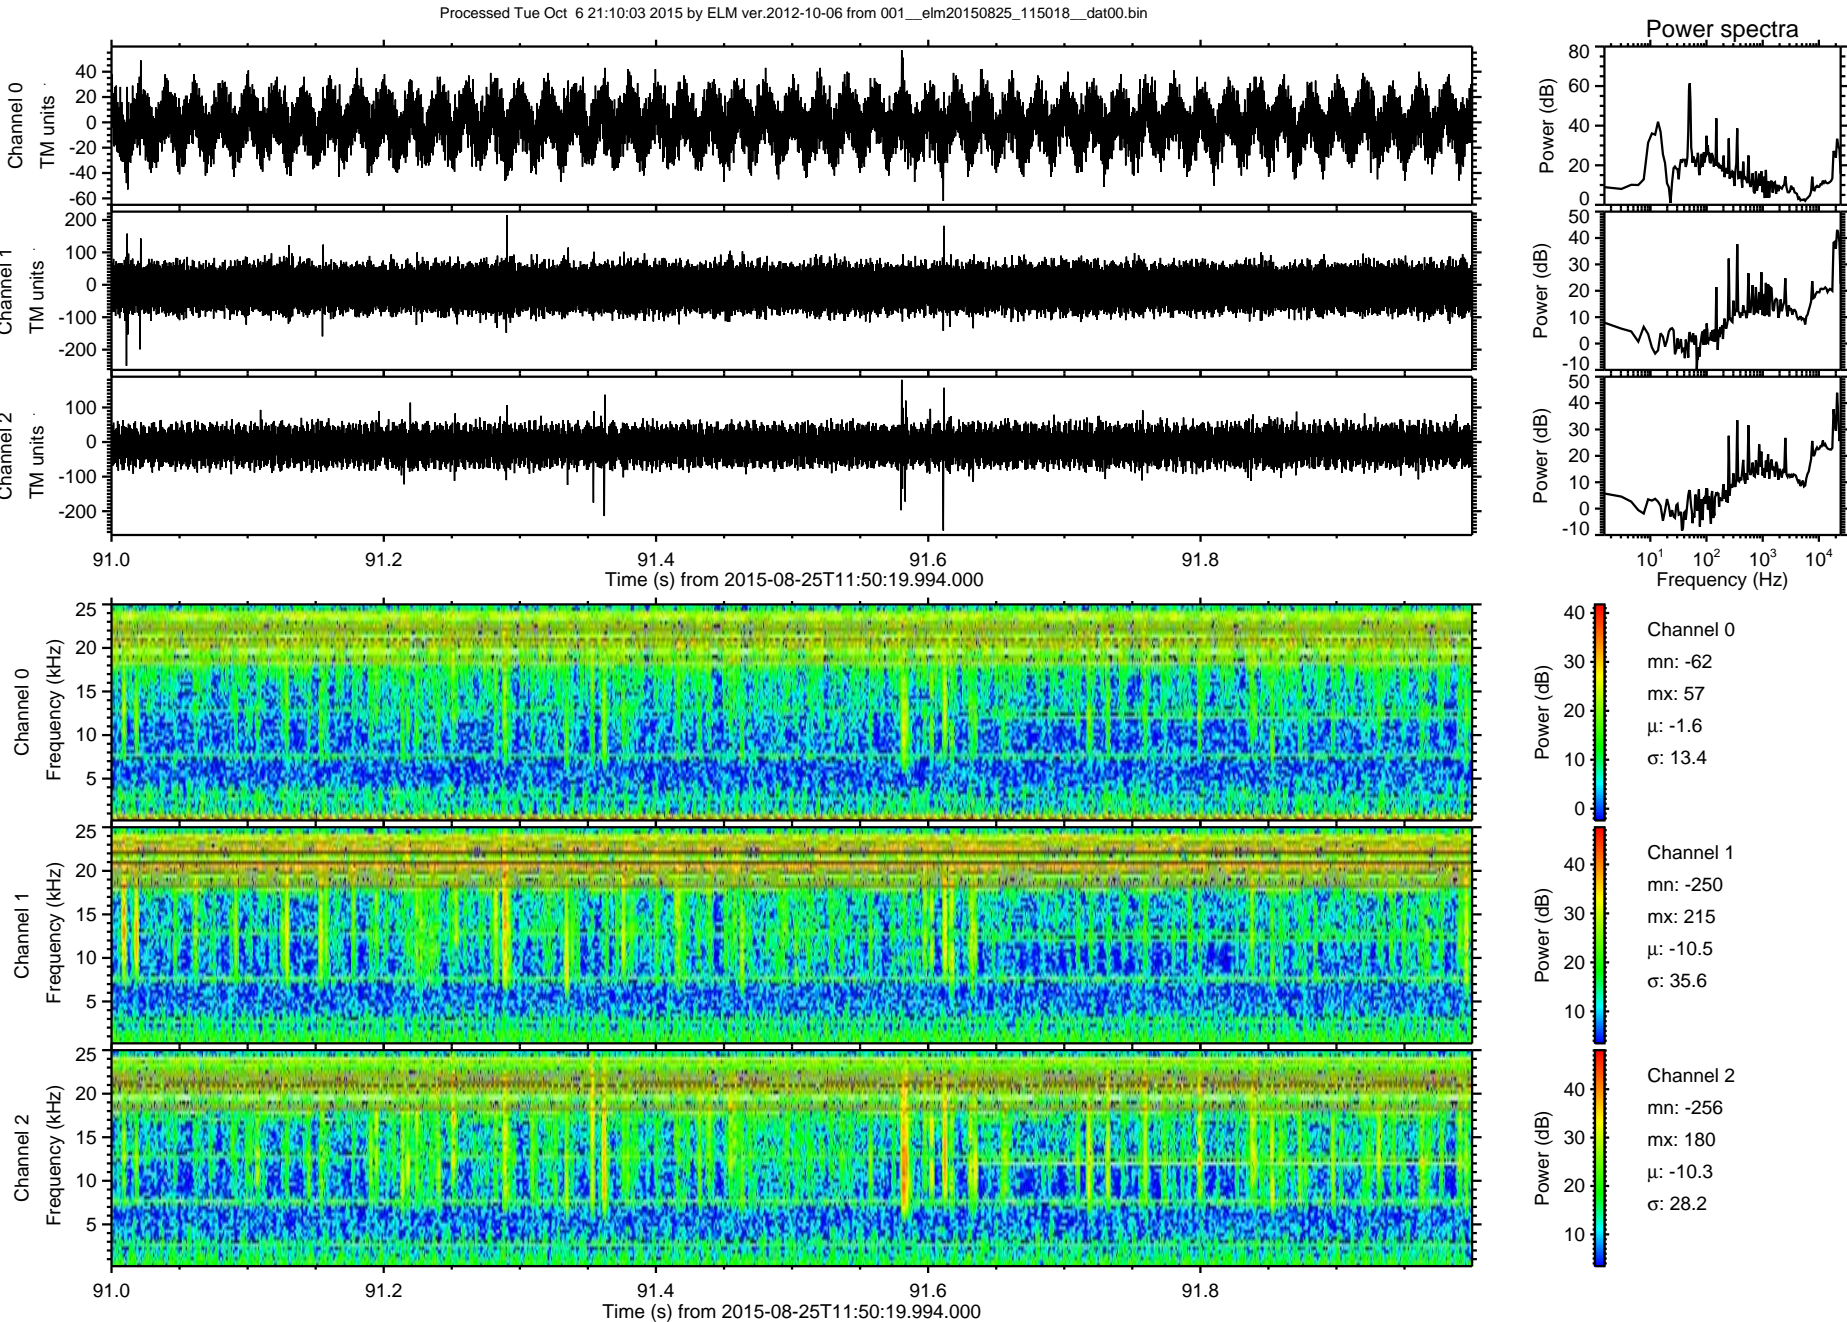 Processed Tue Oct 6 21:10:03 2015 by ELM ver.2012-10-06 from 001__elm20150825_115018__dat00.bin
Power spectra
Channel 0
TM units
40
20
0
-20
-40
-60
Power (dB)
80
60
40
20
0
Channel 1
TM units
200
100
0
-100
-200
Power (dB)
50
40
30
20
10
0
-10
Channel 2
TM units
100
0
-100
-200
Power (dB)
50
40
30
20
10
0
-10
91.0 91.2 91.4 91.6 91.8
Time (s) from 2015-08-25T11:50:19.994.000
10^1 10^2 10^3 10^4
Frequency (Hz)
Channel 0
Frequency (kHz)
25
20
15
10
5
Power (dB)
40
30
20
10
0
Channel 0
mn: -62
mx: 57
μ: -1.6
σ: 13.4
Channel 1
Frequency (kHz)
25
20
15
10
5
Power (dB)
40
30
20
10
Channel 1
mn: -250
mx: 215
μ: -10.5
σ: 35.6
Channel 2
Frequency (kHz)
25
20
15
10
5
Power (dB)
40
30
20
10
Channel 2
mn: -256
mx: 180
μ: -10.3
σ: 28.2
91.0 91.2 91.4 91.6 91.8
Time (s) from 2015-08-25T11:50:19.994.000